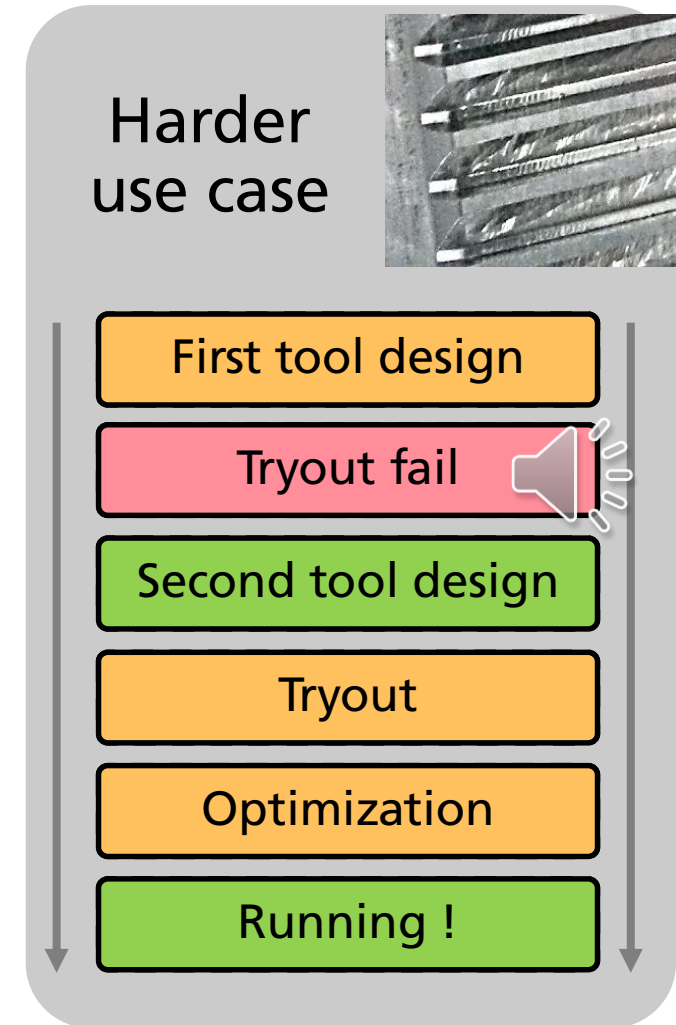 Harder
use case
First tool design
Tryout fail
Second tool design
Tryout
Optimization
Running !